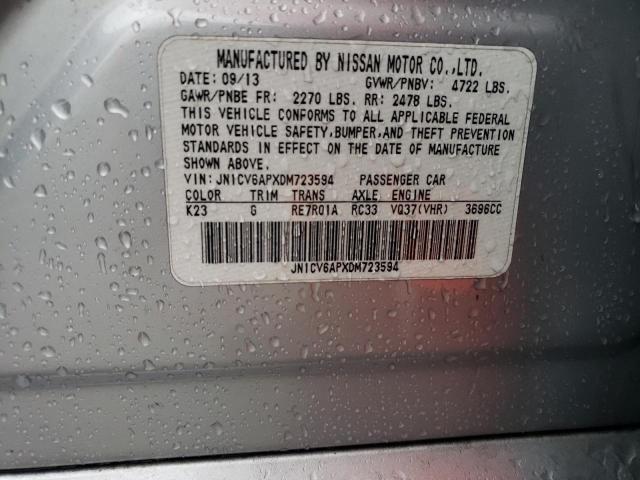 MANUFACTURED BY NISSAN MOTOR CO.,LTD.
DATE: 09/13 GVWR/PNBV: 4722 LBS.
GAWR/PNBE FR: 2270 LBS. RR: 2478 LBS.
THIS VEHICLE CONFORMS TO ALL APPLICABLE FEDERAL
MOTOR VEHICLE SAFETY,BUMPER,AND THEFT PREVENTION
STANDARDS IN EFFECT ON THE DATE OF MANUFACTURE
SHOWN ABOVE.
VIN: JN1CV6APXDM723594 PASSENGER CAR
COLOR TRIM TRANS AXLE ENGINE
K23 G RE7R01A RC33 VQ37(VHR) 3696CC
JN1CV6APXDM723594